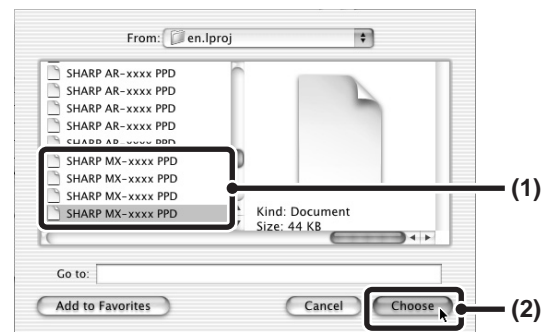 From: en.lproj
SHARP AR-xxxx PPD
SHARP AR-xxxx PPD
SHARP AR-xxxx PPD
SHARP AR-xxxx PPD
SHARP MX-xxxx PPD
SHARP MX-xxxx PPD
SHARP MX-xxxx PPD
SHARP MX-xxxx PPD
(1)
Kind: Document
Size: 44 KB
Go to:
Add to Favorites Cancel Choose
(2)